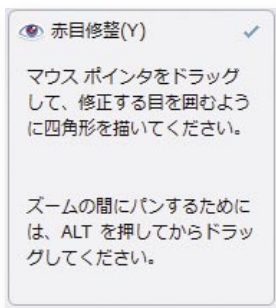 赤目修整(Y)
マウス ポインタをドラッグ
して、修正する目を囲むよう
に四角形を描いてください。
ズームの間にパンするために
は、ALT を押してからドラッ
グしてください。